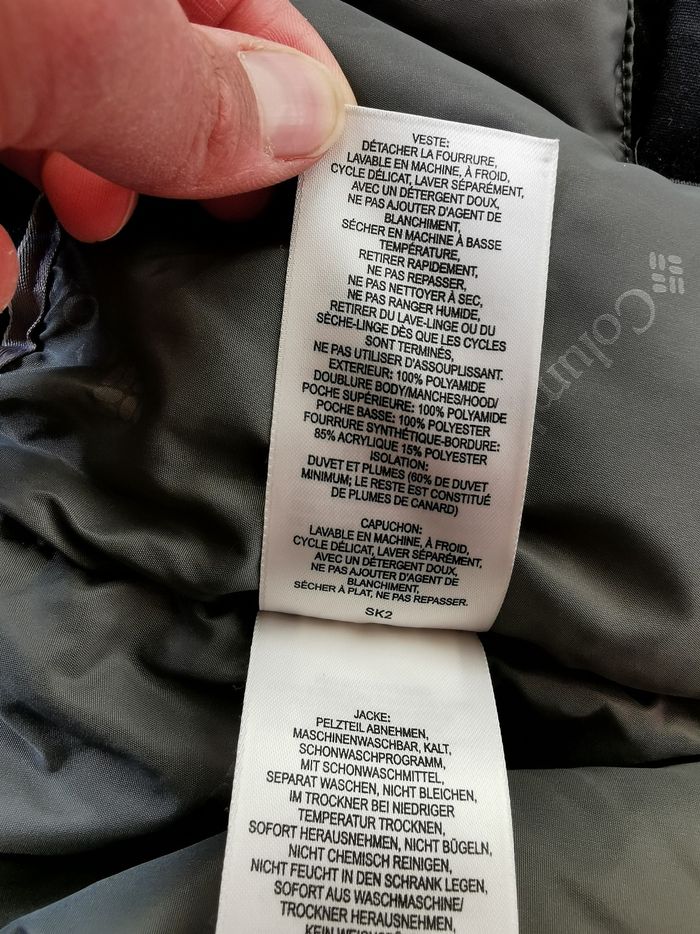 VESTE:
DÉTACHER LA FOURRURE,
LAVABLE EN MACHINE, À FROID,
CYCLE DÉLICAT, LAVER SÉPARÉMENT,
AVEC UN DÉTERGENT DOUX,
NE PAS AJOUTER D'AGENT DE
BLANCHIMENT,
SÉCHER EN MACHINE À BASSE
TEMPÉRATURE,
RETIRER RAPIDEMENT,
NE PAS REPASSER,
NE PAS NETTOYER À SEC,
NE PAS RANGER HUMIDE,
RETIRER DU LAVE-LINGE OU DU
SÈCHE-LINGE DÈS QUE LES CYCLES
SONT TERMINÉS,
NE PAS UTILISER D'ASSOUPLISSANT.
EXTERIEUR: 100% POLYAMIDE
DOUBLURE BODY/MANCHES/HOOD/
POCHE SUPÉRIEURE: 100% POLYAMIDE
POCHE BASSE: 100% POLYESTER
FOURRURE SYNTHÉTIQUE-BORDURE:
85% ACRYLIQUE 15% POLYESTER
ISOLATION:
DUVET ET PLUMES (60% DE DUVET
MINIMUM; LE RESTE EST CONSTITUÉ
DE PLUMES DE CANARD)
CAPUCHON:
LAVABLE EN MACHINE, À FROID,
CYCLE DÉLICAT, LAVER SÉPARÉMENT,
AVEC UN DÉTERGENT DOUX,
NE PAS AJOUTER D'AGENT DE
BLANCHIMENT,
SÉCHER À PLAT, NE PAS REPASSER.
SK2
JACKE:
PELZTEIL ABNEHMEN,
MASCHINENWASCHBAR, KALT,
SCHONWASCHPROGRAMM,
MIT SCHONWASCHMITTEL,
SEPARAT WASCHEN, NICHT BLEICHEN,
IM TROCKNER BEI NIEDRIGER
TEMPERATUR TROCKNEN,
SOFORT HERAUSNEHMEN, NICHT BÜGELN,
NICHT CHEMISCH REINIGEN,
NICHT FEUCHT IN DEN SCHRANK LEGEN,
SOFORT AUS WASCHMASCHINE/
TROCKNER HERAUSNEHMEN,
Colum